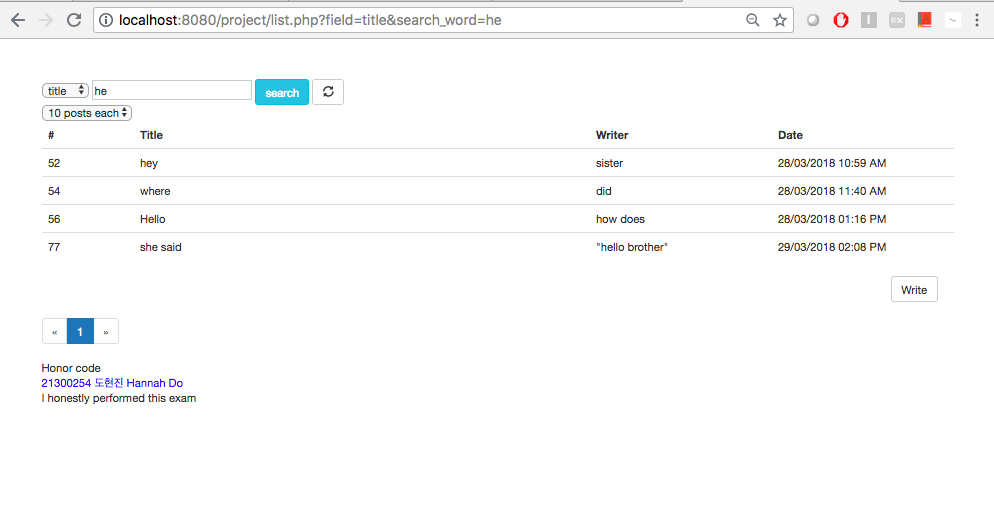 localhost:8080/project/list.php?field=title&search_word=he
title he search
10 posts each
# Title Writer Date
52 hey sister 28/03/2018 10:59 AM
54 where did 28/03/2018 11:40 AM
56 Hello how does 28/03/2018 01:16 PM
77 she said "hello brother" 29/03/2018 02:08 PM
Write
« 1 »
Honor code
21300254 도현진 Hannah Do
I honestly performed this exam